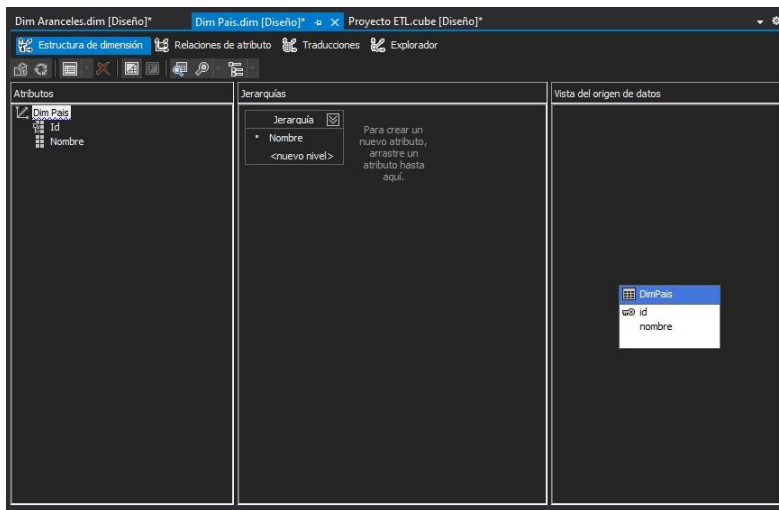 Dim Aranceles.dim [Diseño]* Dim Pais.dim [Diseño]* Proyecto ETL.cube [Diseño]*
Estructura de dimensión Relaciones de atributo Traducciones Explorador
Atributos
Dim Pais
Id
Nombre
Jerarquías
Jerarquía
Nombre
<nuevo nivel>
Para crear un
nuevo atributo,
arrastre un
atributo hasta
aquí.
Vista del origen de datos
DimPais
id
nombre